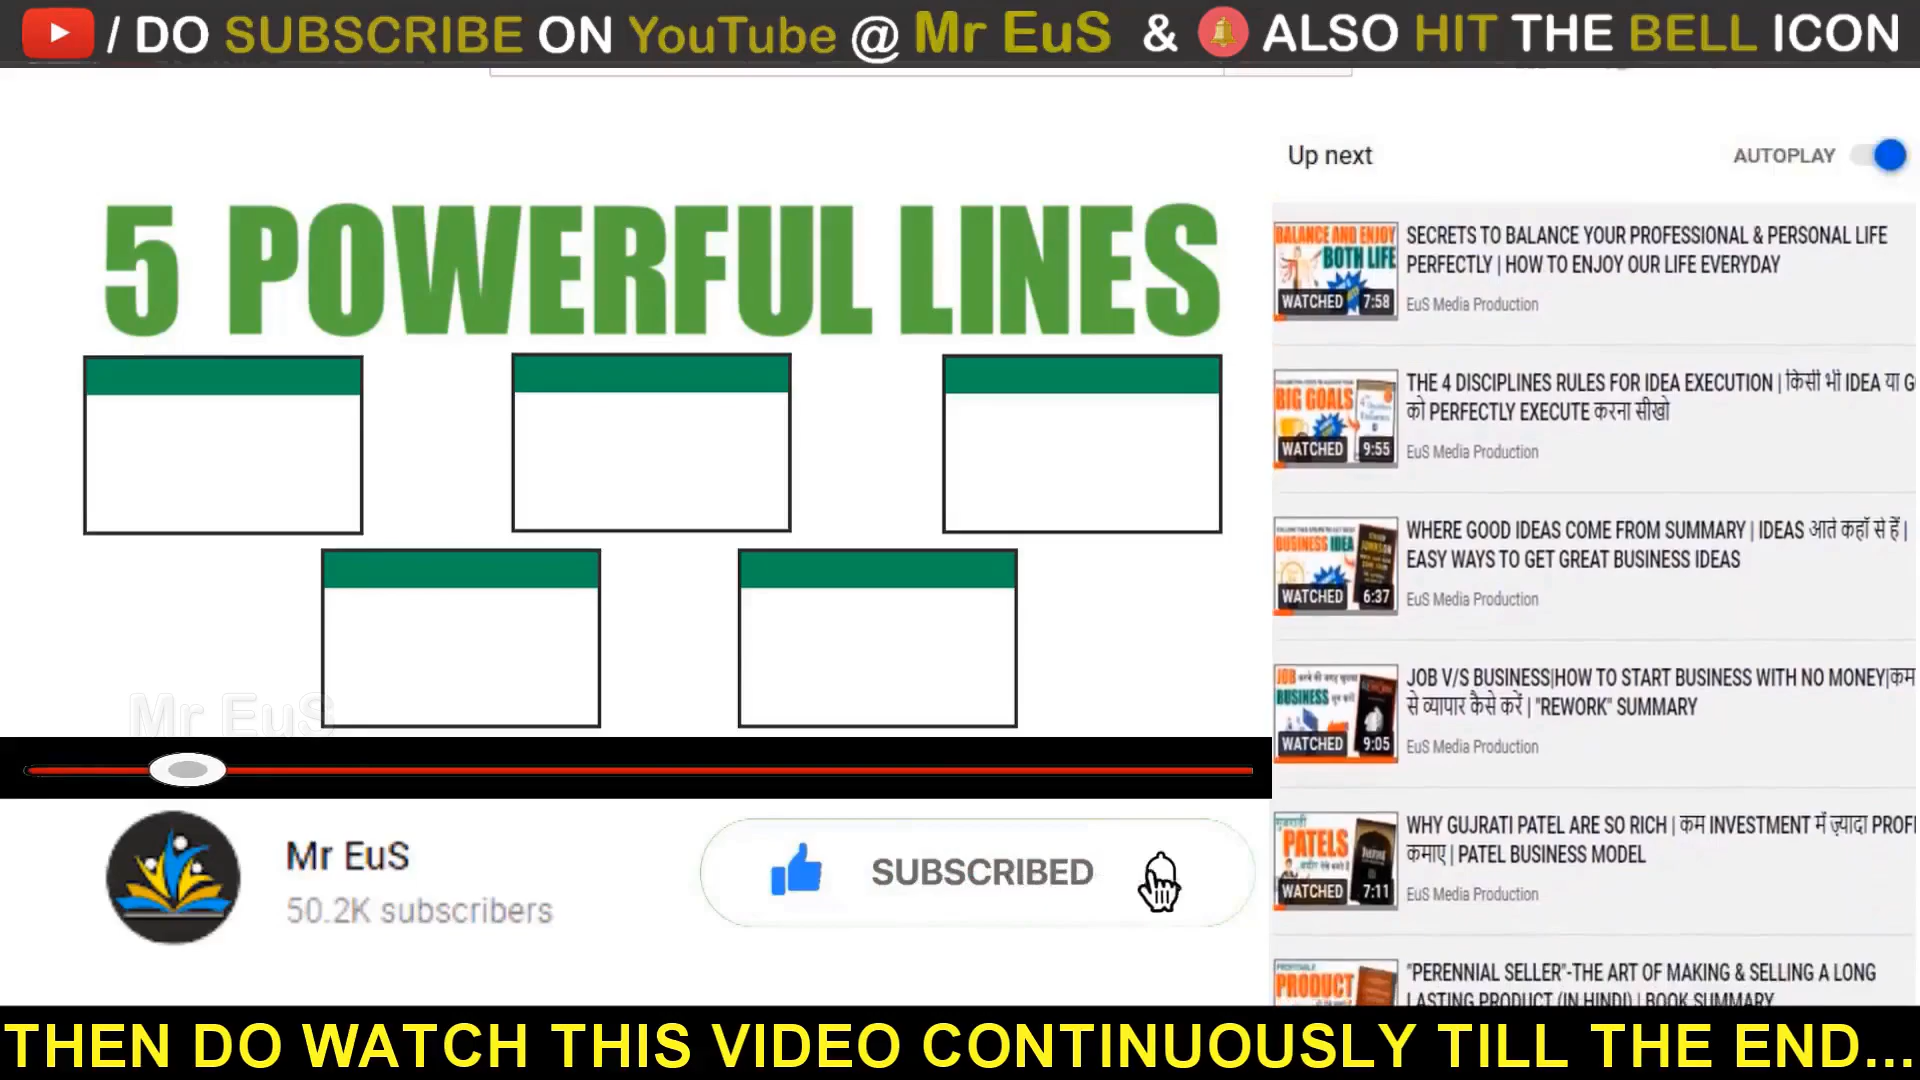 / DO SUBSCRIBE ON YouTube @ Mr EuS & ALSO HIT THE BELL ICON
5 POWERFUL LINES
Mr EuS
Mr EuS
50.2K subscribers
SUBSCRIBED
Up next
AUTOPLAY
BALANCE AND ENJOY
BOTH LIFE
WATCHED 7:58
SECRETS TO BALANCE YOUR PROFESSIONAL & PERSONAL LIFE
PERFECTLY | HOW TO ENJOY OUR LIFE EVERYDAY
EuS Media Production
BIG GOALS
WATCHED 9:55
THE 4 DISCIPLINES RULES FOR IDEA EXECUTION | किसी भी IDEA या G
को PERFECTLY EXECUTE करना सीखो
EuS Media Production
BUSINESS IDEA
WATCHED 6:37
WHERE GOOD IDEAS COME FROM SUMMARY | IDEAS आते कहाँ से हैं |
EASY WAYS TO GET GREAT BUSINESS IDEAS
EuS Media Production
JOB
BUSINESS
WATCHED 9:05
JOB V/S BUSINESS|HOW TO START BUSINESS WITH NO MONEY|कम
से व्यापार कैसे करें | "REWORK" SUMMARY
EuS Media Production
PATELS
WATCHED 7:11
WHY GUJRATI PATEL ARE SO RICH | कम INVESTMENT में ज़्यादा PROFI
कमाए | PATEL BUSINESS MODEL
EuS Media Production
PRODUCT
"PERENNIAL SELLER"-THE ART OF MAKING & SELLING A LONG
LASTING PRODUCT (IN HINDI) | BOOK SUMMARY
THEN DO WATCH THIS VIDEO CONTINUOUSLY TILL THE END...